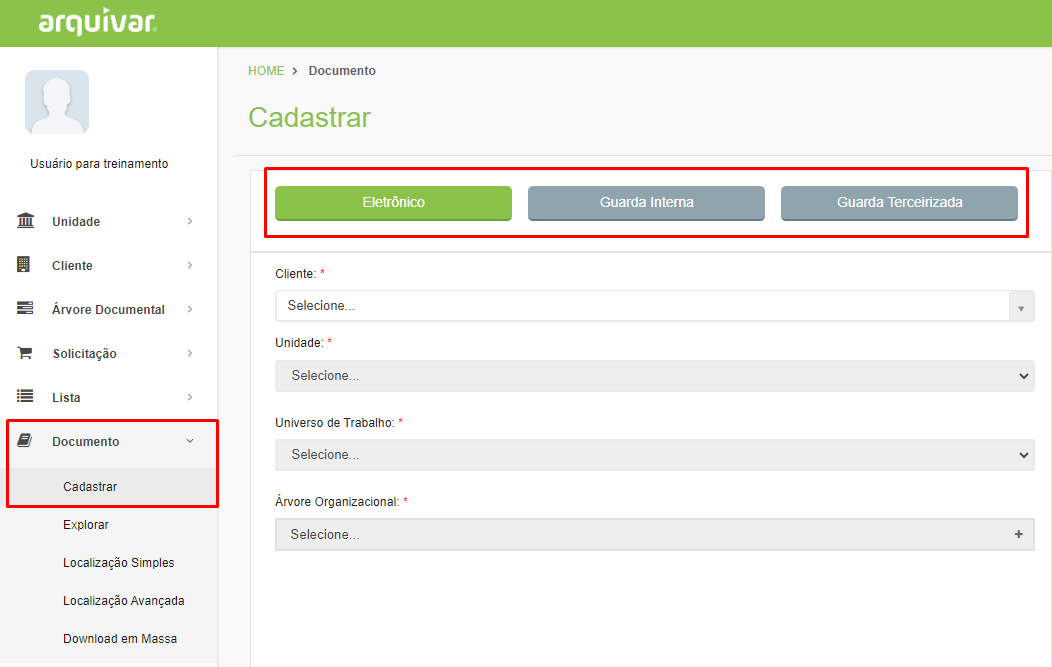 arquivar
HOME > Documento
Cadastrar
Usuário para treinamento
Unidade
Cliente
Árvore Documental
Solicitação
Lista
Documento
Cadastrar
Explorar
Localização Simples
Localização Avançada
Download em Massa
Eletrônico
Guarda Interna
Guarda Terceirizada
Cliente: *
Selecione...
Unidade: *
Selecione...
Universo de Trabalho: *
Selecione...
Árvore Organizacional: *
Selecione...